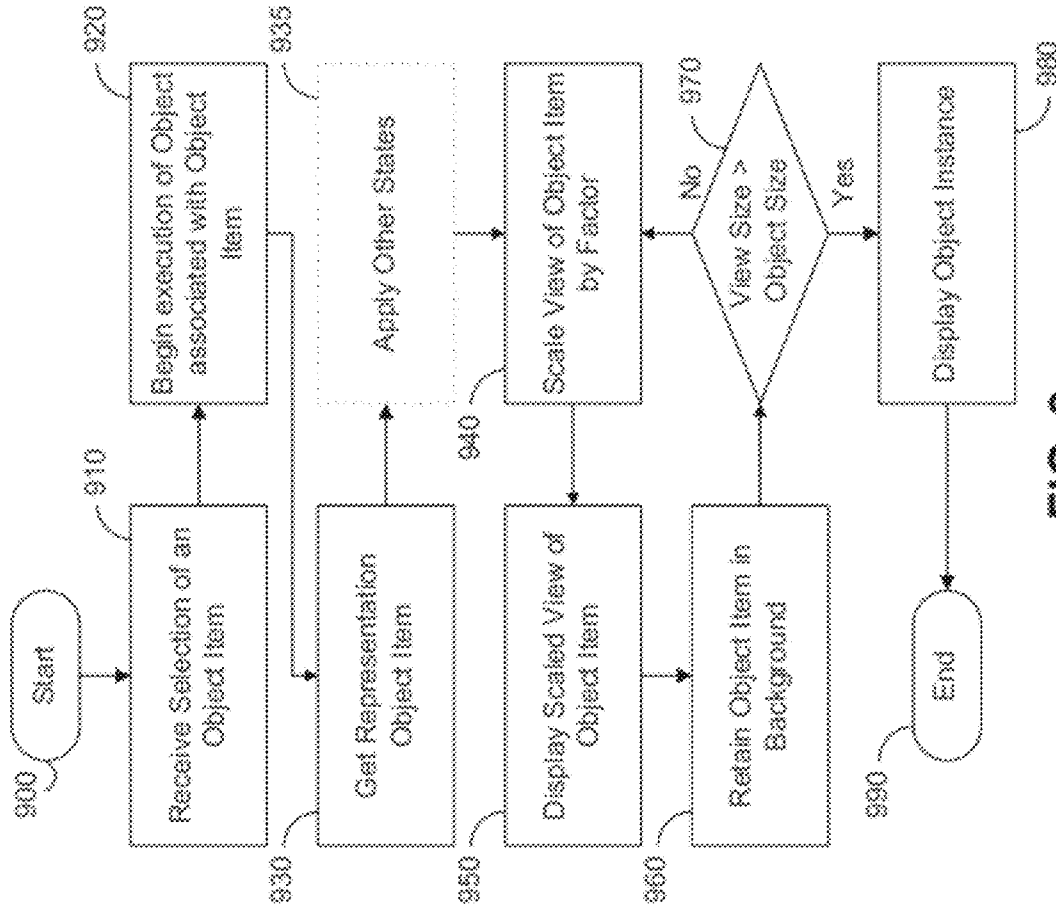 900
Start
910
Receive Selection of an
Object Item
920
Begin execution of Object
associated with Object
Item
930
Get Representation
Object Item
935
Apply Other States
940
Scale View of Object Item
by Factor
950
Display Scaled View of
Object Item
960
Retain Object Item in
Background
970
View Size >
Object Size
No
Yes
980
Display Object Instance
990
End